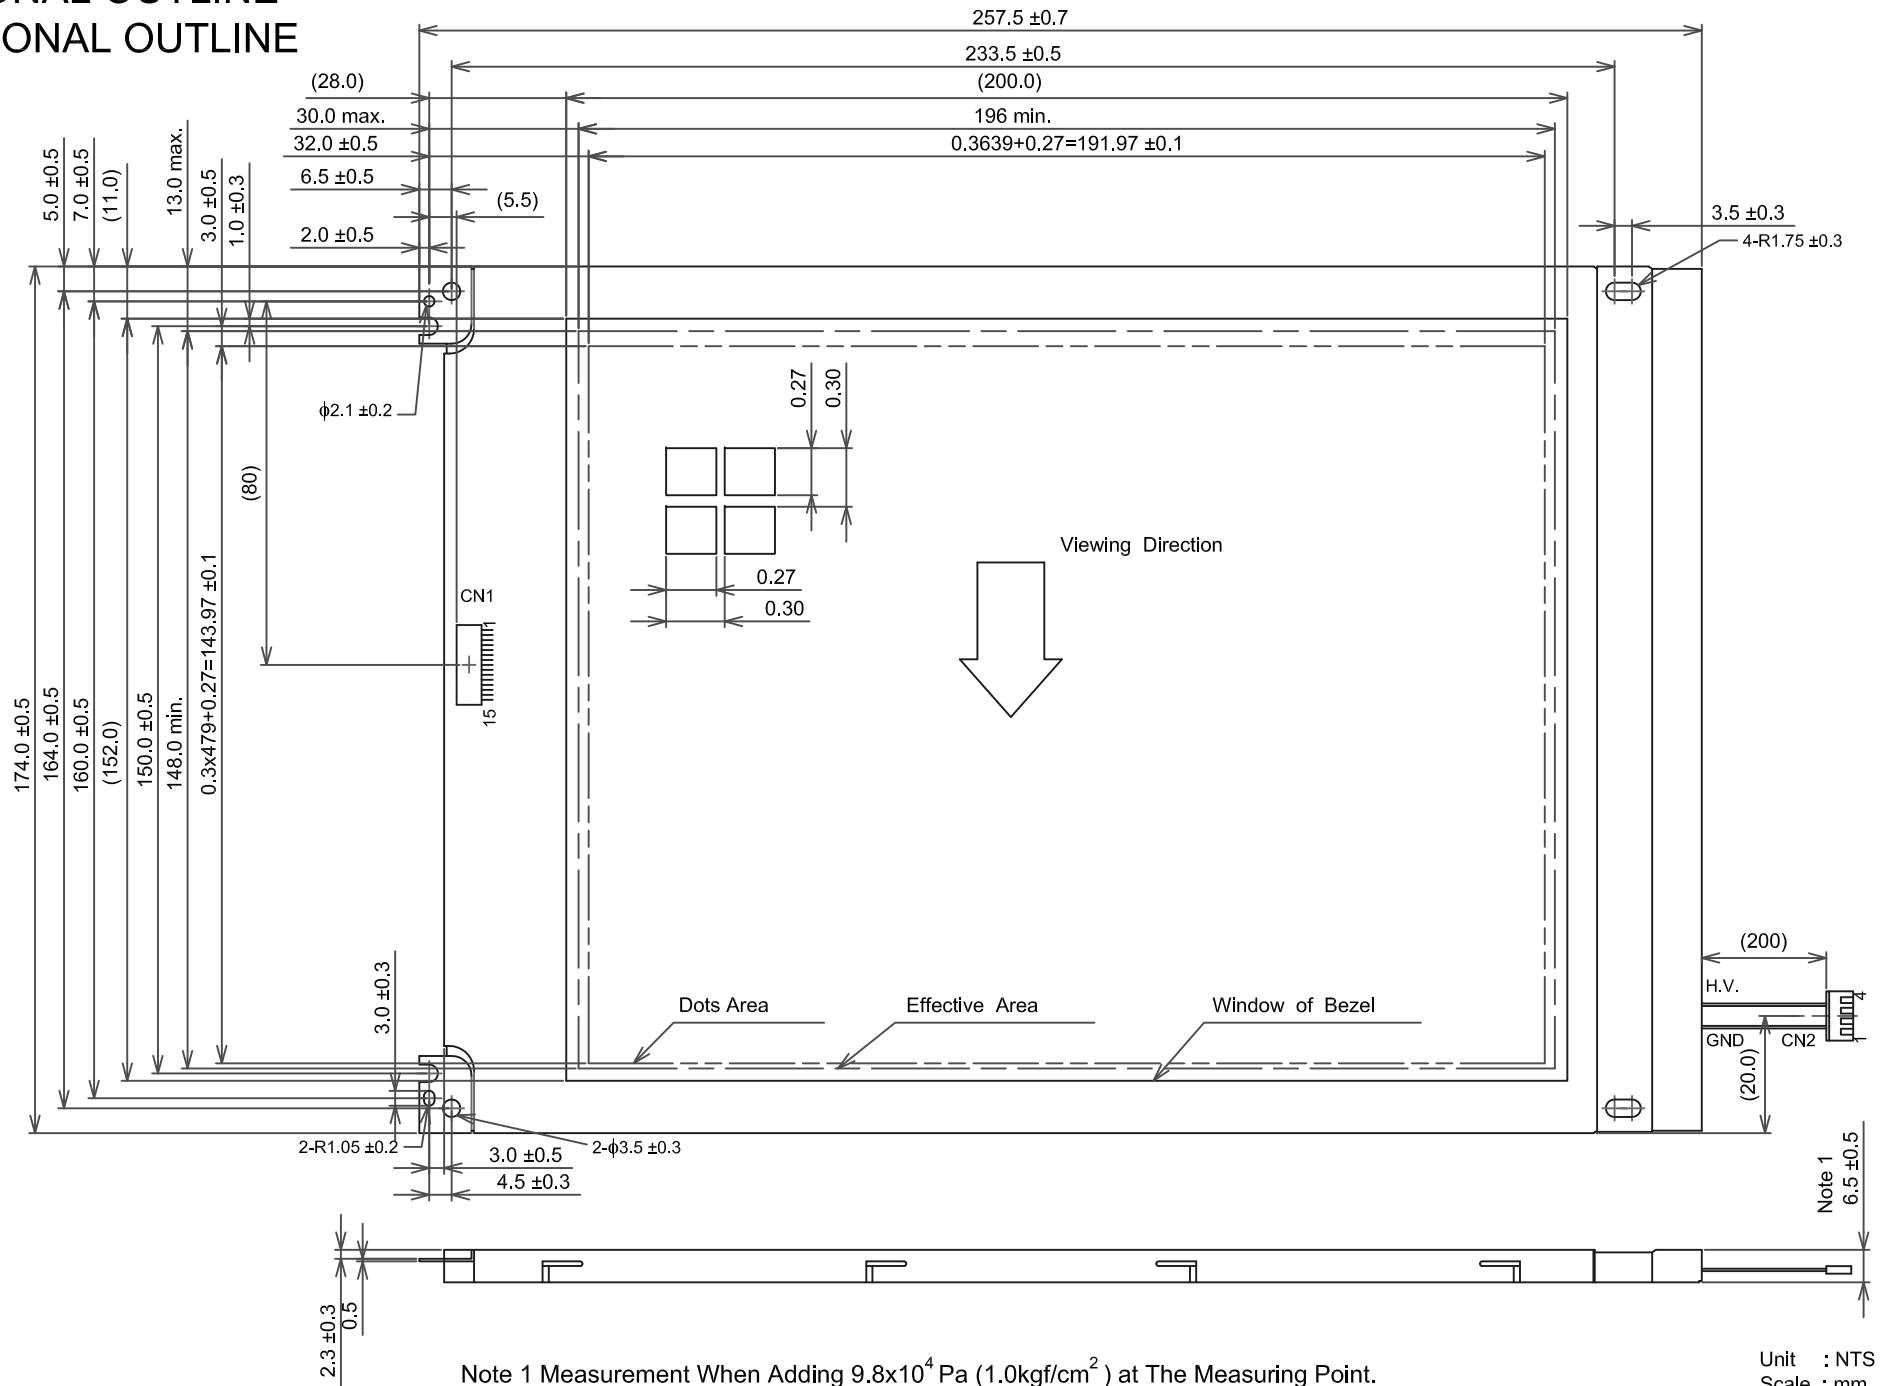 ONAL OUTLINE
IONAL OUTLINE
257.5 ±0.7
233.5 ±0.5
(28.0)
(200.0)
30.0 max.
196 min.
32.0 ±0.5
0.3639+0.27=191.97 ±0.1
6.5 ±0.5
(5.5)
2.0 ±0.5
5.0 ±0.5
7.0 ±0.5
(11.0)
13.0 max.
3.0 ±0.5
1.0 ±0.3
3.5 ±0.3
4-R1.75 ±0.3
ϕ2.1 ±0.2
(80)
0.27
0.30
0.27
0.30
Viewing Direction
CN1
1
15
174.0 ±0.5
164.0 ±0.5
160.0 ±0.5
(152.0)
150.0 ±0.5
148.0 min.
0.3x479+0.27=143.97 ±0.1
3.0 ±0.3
Dots Area
Effective Area
Window of Bezel
(200)
H.V.
4
GND
CN2
1
(20.0)
2-R1.05 ±0.2
3.0 ±0.5
2-ϕ3.5 ±0.3
4.5 ±0.3
Note 1
6.5 ±0.5
2.3 ±0.3
0.5
Note 1 Measurement When Adding 9.8x10⁴ Pa (1.0kgf/cm²) at The Measuring Point.
Unit : NTS
Scale : mm